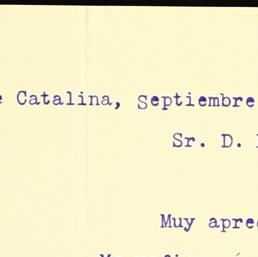 e Catalina, septiembre
Sr. D.
Muy apre